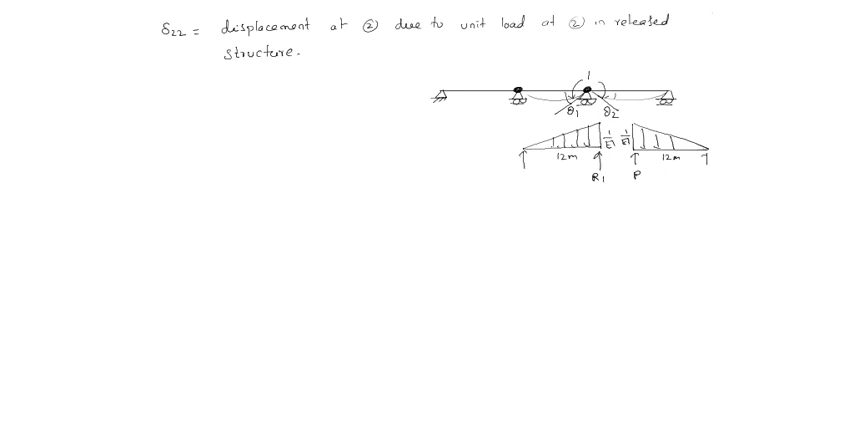 δ22 = displacement at ② due to unit load at ② in released
structure.
1
θ1 θ2
1/EI 1/EI
12m 12m
R1 P